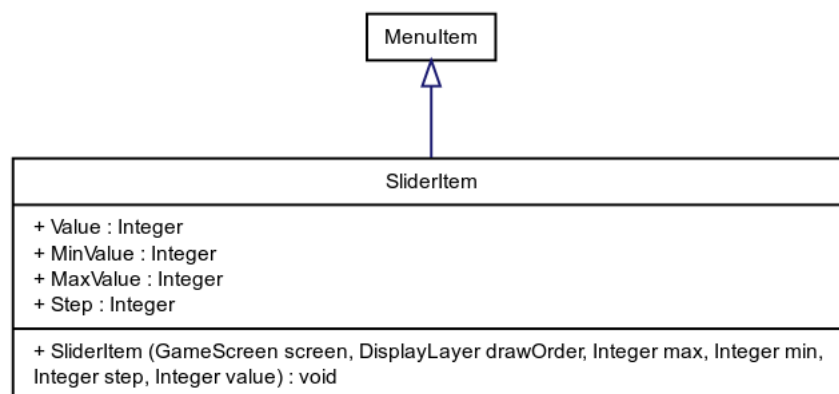 MenuItem
SliderItem
+ Value : Integer
+ MinValue : Integer
+ MaxValue : Integer
+ Step : Integer
+ SliderItem (GameScreen screen, DisplayLayer drawOrder, Integer max, Integer min,
Integer step, Integer value) : void